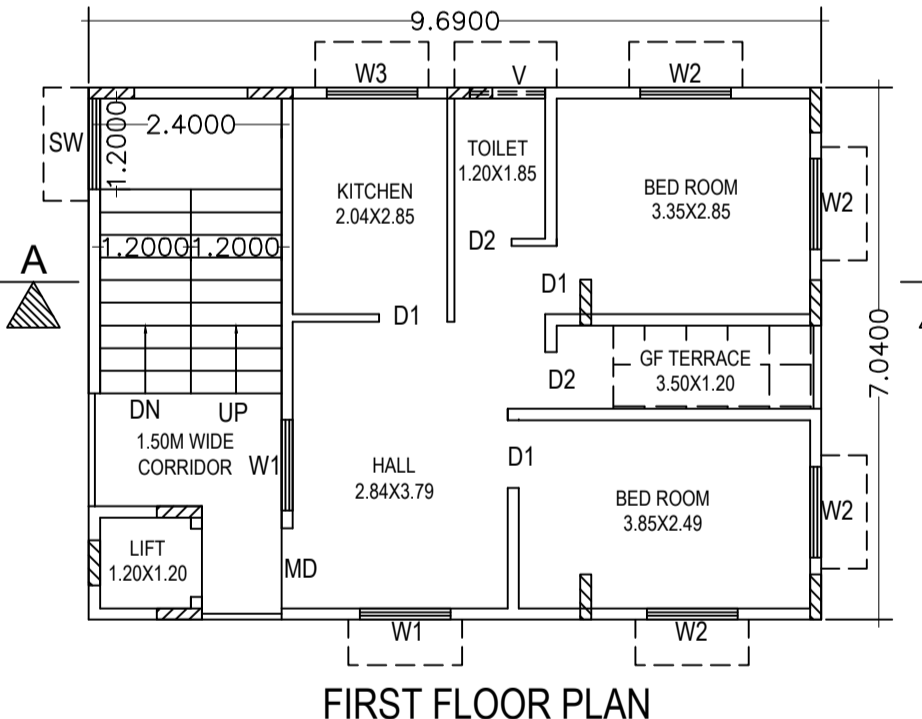 9.6900
W3
V
W2
SW
1.2000
2.4000
TOILET
1.20X1.85
KITCHEN
2.04X2.85
BED ROOM
3.35X2.85
W2
1.2000
1.2000
D2
A
D1
D1
7.0400
GF TERRACE
3.50X1.20
D2
DN
UP
1.50M WIDE
CORRIDOR
W1
HALL
2.84X3.79
D1
BED ROOM
3.85X2.49
W2
LIFT
1.20X1.20
MD
W1
W2
FIRST FLOOR PLAN